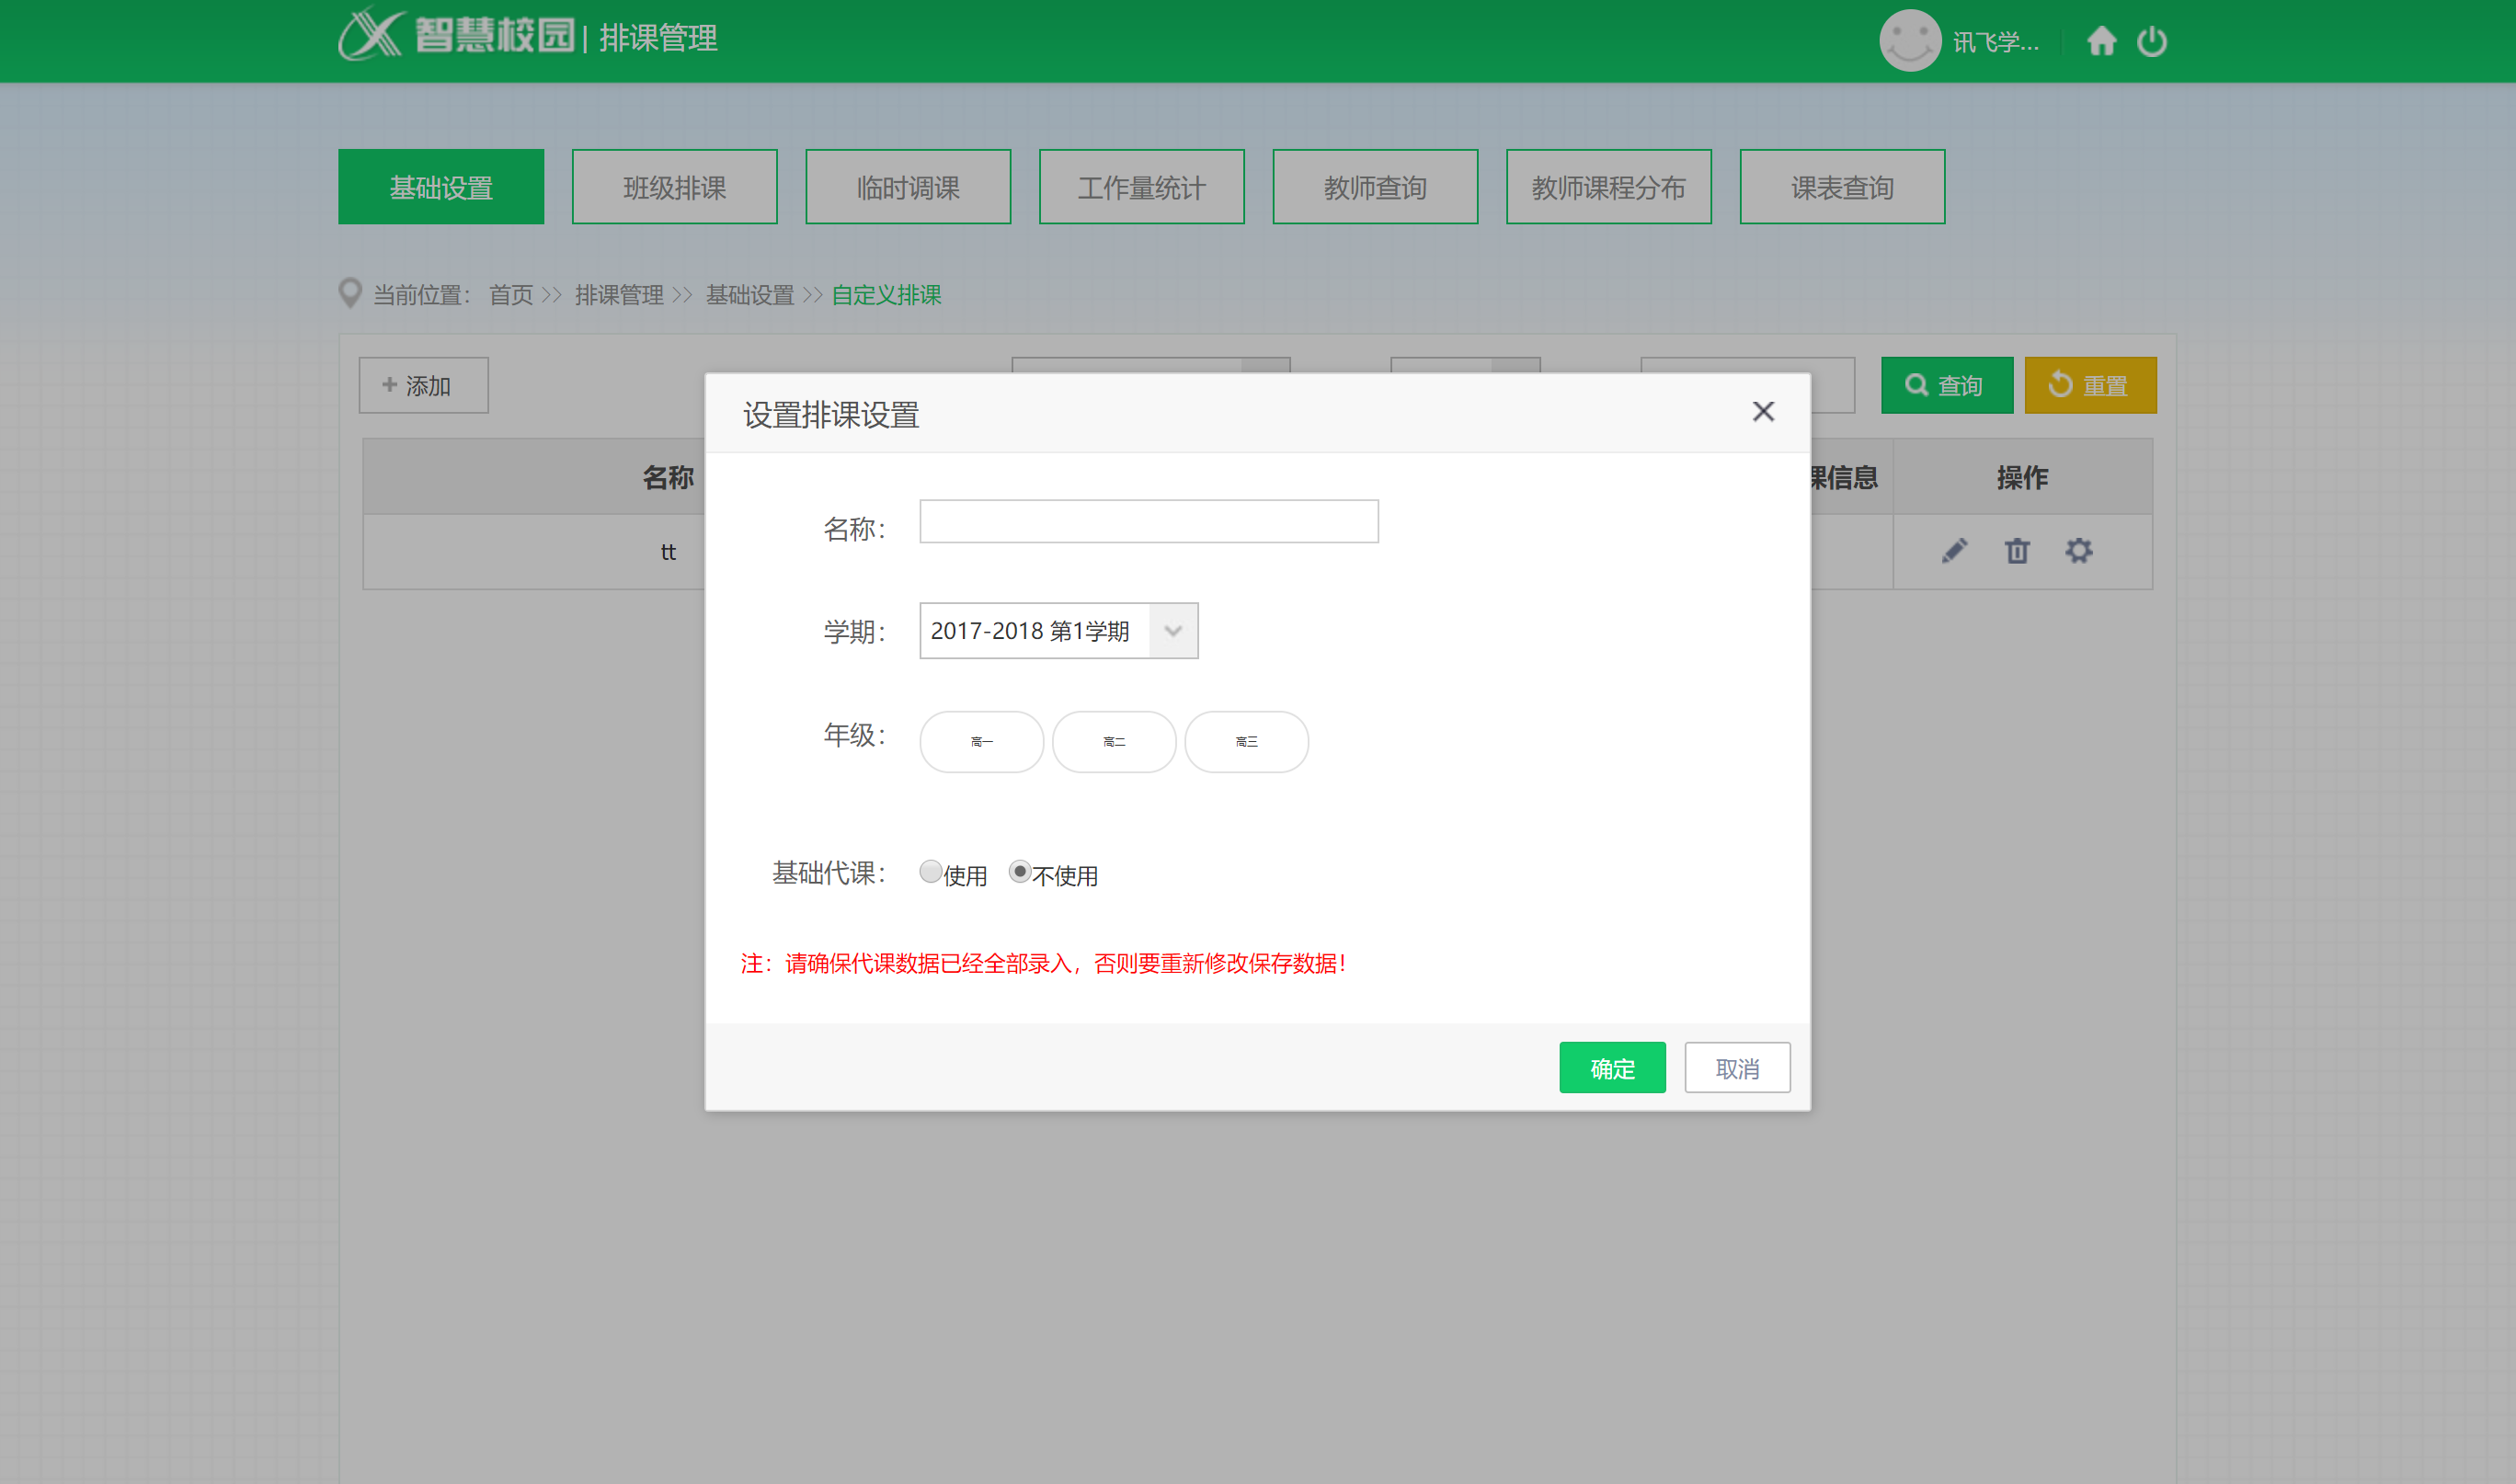 智慧校园 | 排课管理
讯飞学...
基础设置 班级排课 临时调课 工作量统计 教师查询 教师课程分布 课表查询
当前位置： 首页 >> 排课管理 >> 基础设置 >> 自定义排课
+ 添加
查询 重置
名称 课信息 操作
tt
设置排课设置
名称：
学期： 2017-2018 第1学期
年级： 高一 高二 高三
基础代课： 使用 不使用
注：请确保代课数据已经全部录入，否则要重新修改保存数据！
确定 取消